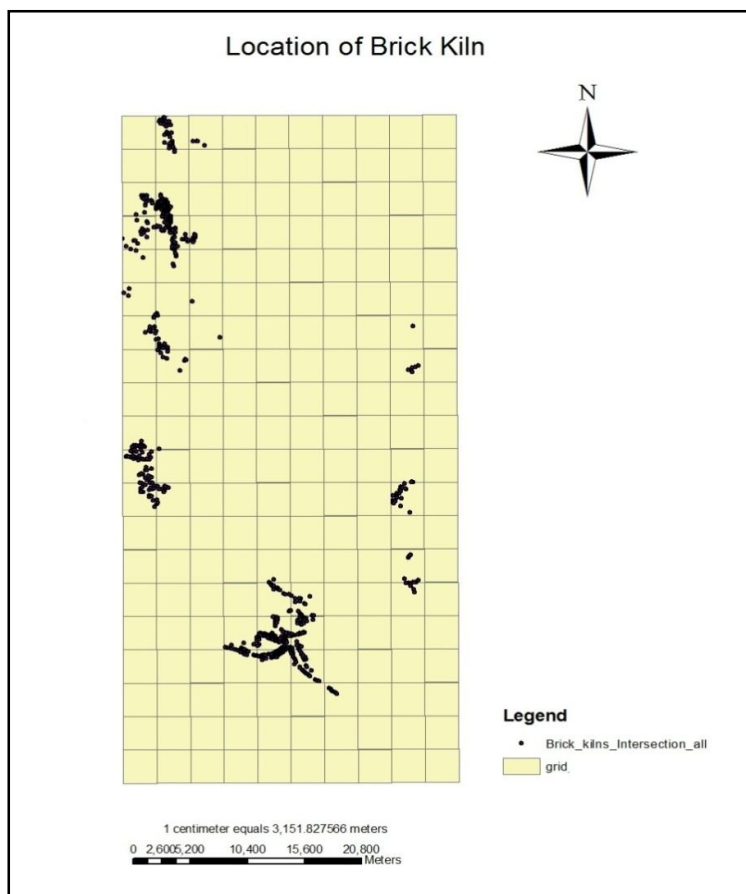 Location of Brick Kiln
N
Legend
Brick_kilns_Intersection_all
grid
1 centimeter equals 3,151.827566 meters
0 2,6005,200 10,400 15,600 20,800
Meters